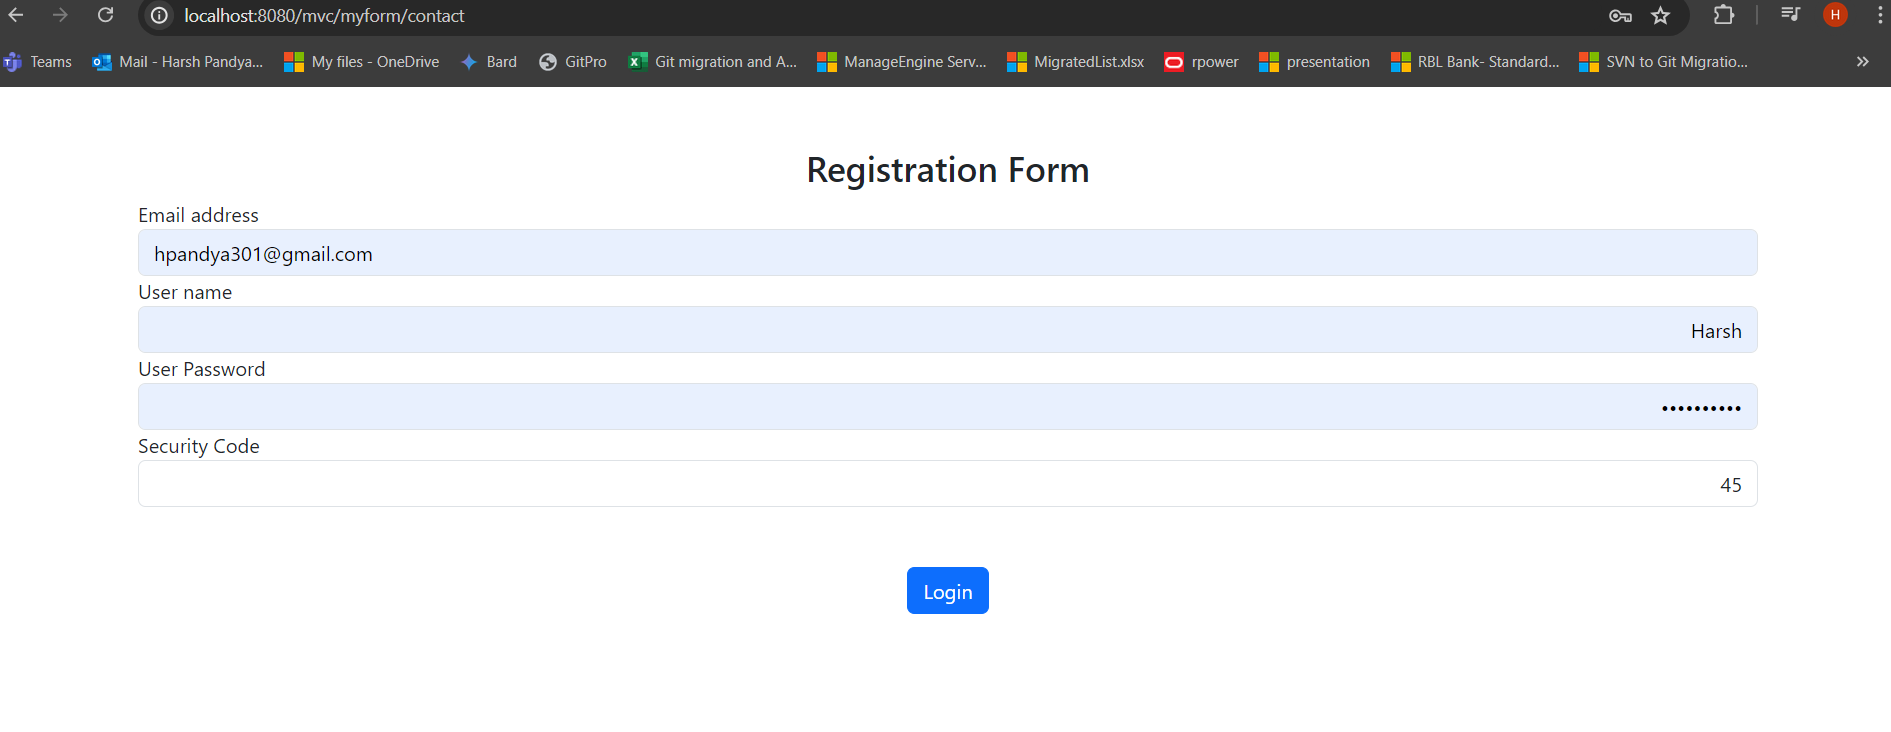 localhost:8080/mvc/myform/contact
H
Teams Mail - Harsh Pandya... My files - OneDrive Bard GitPro Git migration and A... ManageEngine Serv... MigratedList.xlsx rpower presentation RBL Bank- Standard... SVN to Git Migratio... »
Registration Form
Email address
hpandya301@gmail.com
User name
Harsh
User Password
••••••••••
Security Code
45
Login